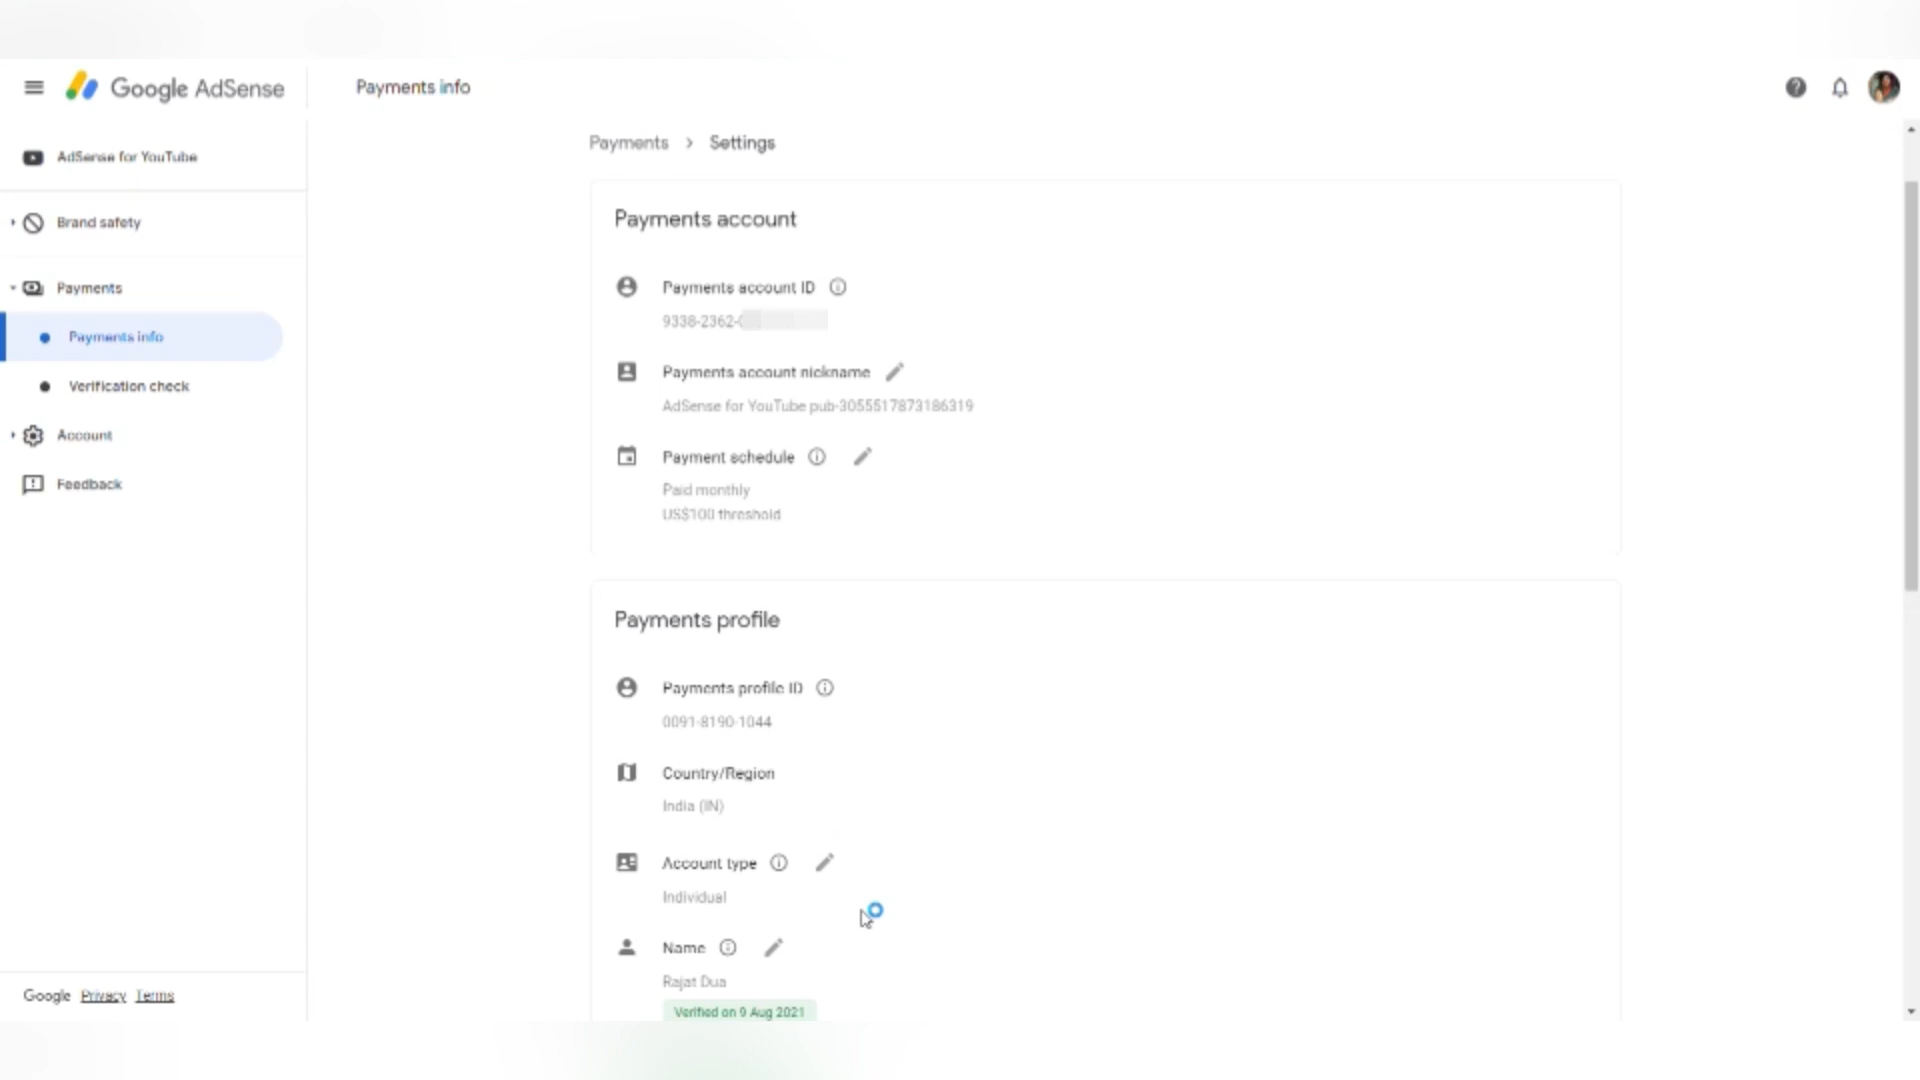 Google AdSense
Payments info
AdSense for YouTube
Brand safety
Payments
Payments info
Verification check
Account
Feedback
Google Privacy Terms
Payments > Settings
Payments account
Payments account ID
9338-2362-
Payments account nickname
AdSense for YouTube pub-3055517873186319
Payment schedule
Paid monthly
US$100 threshold
Payments profile
Payments profile ID
0091-8190-1044
Country/Region
India (IN)
Account type
Individual
Name
Rajat Dua
Verified on 9 Aug 2021